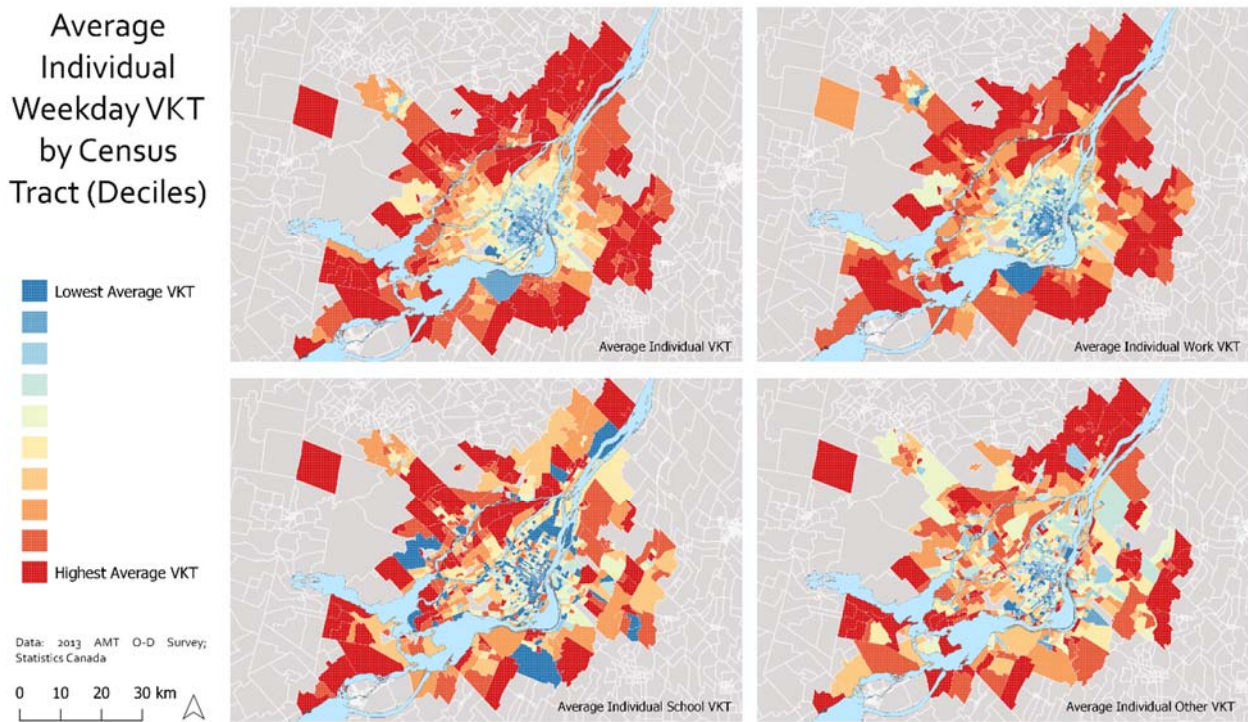 Average
Individual
Weekday VKT
by Census
Tract (Deciles)
Lowest Average VKT
Highest Average VKT
Data: 2013 AMT O-D Survey;
Statistics Canada
0 10 20 30 km
Average Individual VKT
Average Individual Work VKT
Average Individual School VKT
Average Individual Other VKT